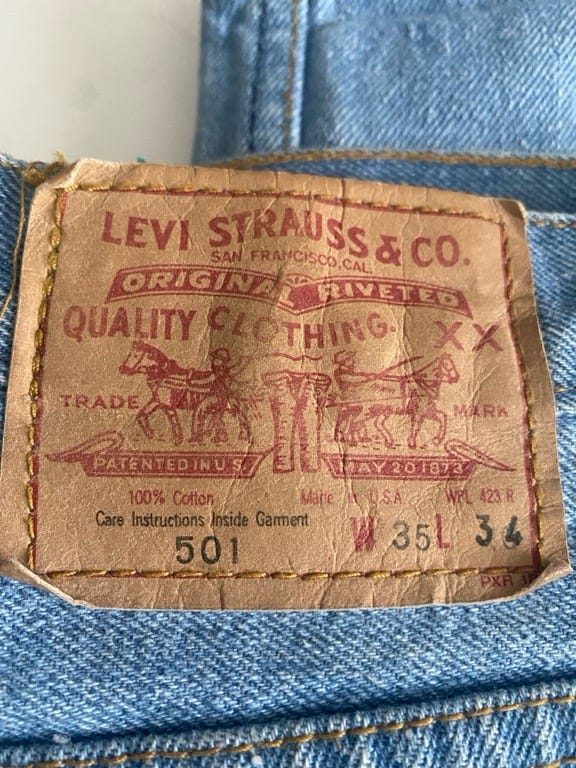 LEVI STRAUSS & CO.
SAN FRANCISCO, CAL.
ORIGINAL RIVETED
QUALITY CLOTHING. XX
TRADE MARK
PATENTED IN U.S. MAY 20 1873
100% Cotton Made in U.S.A. WPL 423 R
Care Instructions Inside Garment
501 W 35 L 34